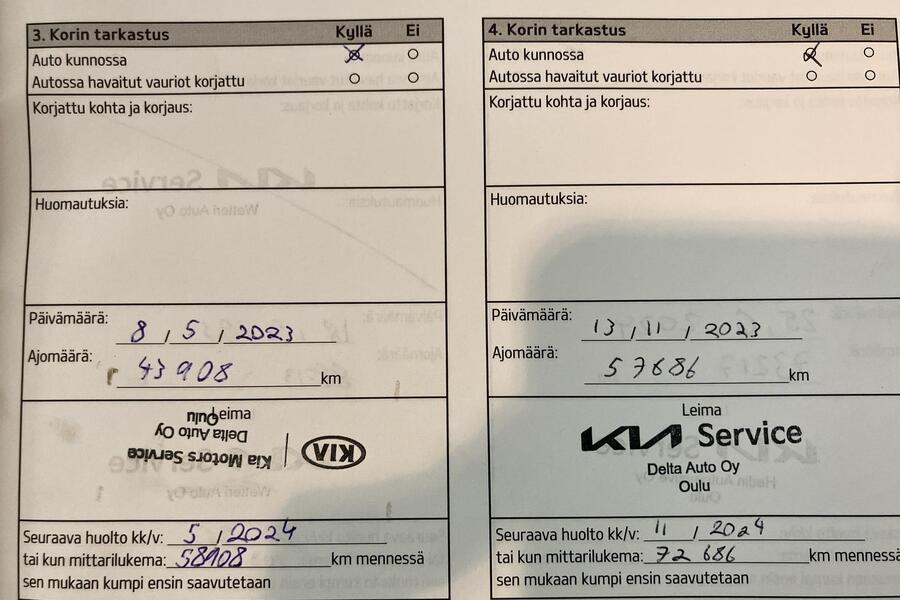 3. Korin tarkastus Kyllä Ei
Auto kunnossa
Autossa havaitut vauriot korjattu
Korjattu kohta ja korjaus:
Huomautuksia:
Päivämäärä: 8 / 5 / 2023
Ajomäärä: 43908 km
Leima
Oulu
Delta Auto Oy
Kia Motors Service
KIA
Seuraava huolto kk/v: 5 / 2024
tai kun mittarilukema: 58908 km mennessä
sen mukaan kumpi ensin saavutetaan
4. Korin tarkastus Kyllä Ei
Auto kunnossa
Autossa havaitut vauriot korjattu
Korjattu kohta ja korjaus:
Huomautuksia:
Päivämäärä: 13 / 11 / 2023
Ajomäärä: 57686 km
Leima
KIA Service
Delta Auto Oy
Oulu
Seuraava huolto kk/v: 11 / 2024
tai kun mittarilukema: 72 686 km mennessä
sen mukaan kumpi ensin saavutetaan